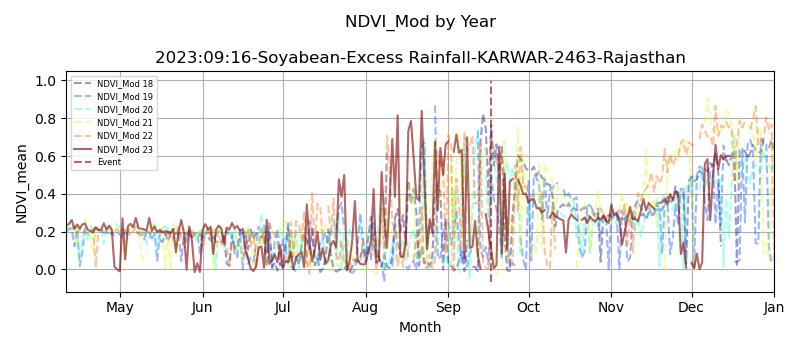 NDVI_Mod by Year
2023:09:16-Soyabean-Excess Rainfall-KARWAR-2463-Rajasthan
1.0
0.8
0.6
0.4
0.2
0.0
NDVI_mean
NDVI_Mod 18
NDVI_Mod 19
NDVI_Mod 20
NDVI_Mod 21
NDVI_Mod 22
NDVI_Mod 23
Event
May Jun Jul Aug Sep Oct Nov Dec Jan
Month